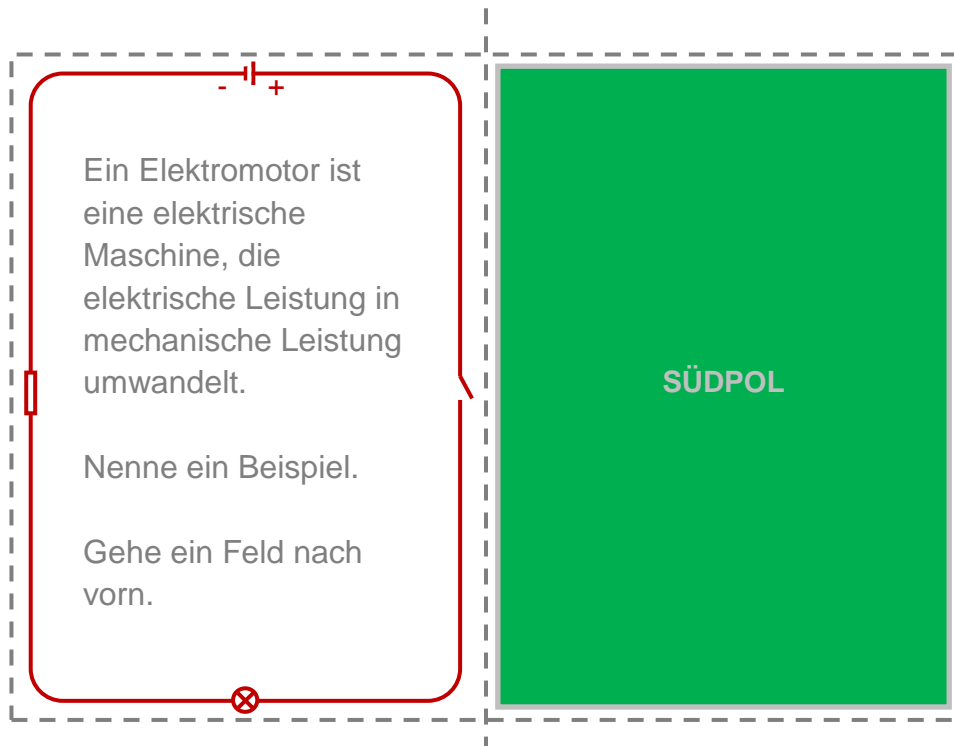 - +
Ein Elektromotor ist
eine elektrische
Maschine, die
elektrische Leistung in
mechanische Leistung
umwandelt.
Nenne ein Beispiel.
Gehe ein Feld nach
vorn.
SÜDPOL